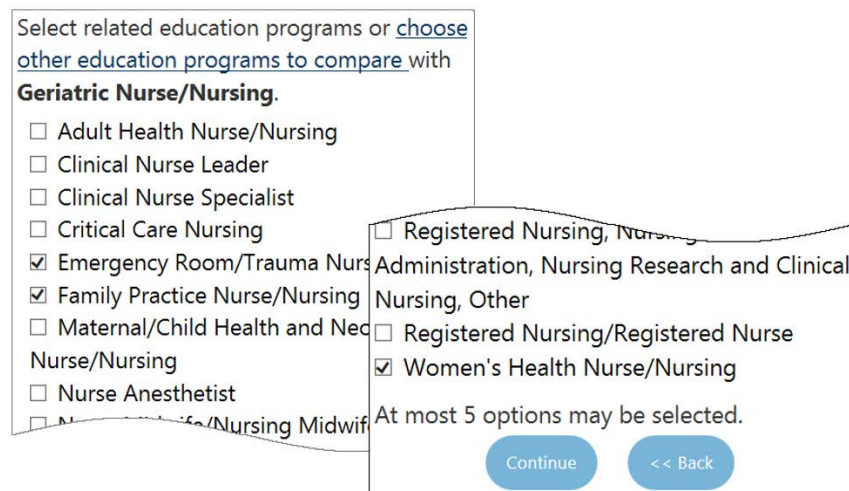 Select related education programs or choose
other education programs to compare with
Geriatric Nurse/Nursing.
Adult Health Nurse/Nursing
Clinical Nurse Leader
Clinical Nurse Specialist
Critical Care Nursing
Emergency Room/Trauma
Family Practice Nurse/Nursing
Maternal/Child Health and
Nurse/Nursing
Nurse Anesthetist
Registered Nursing,
Administration, Nursing Research and Clinical
Nursing, Other
Registered Nursing/Registered Nurse
Women's Health Nurse/Nursing
At most 5 options may be selected.
Continue
<< Back